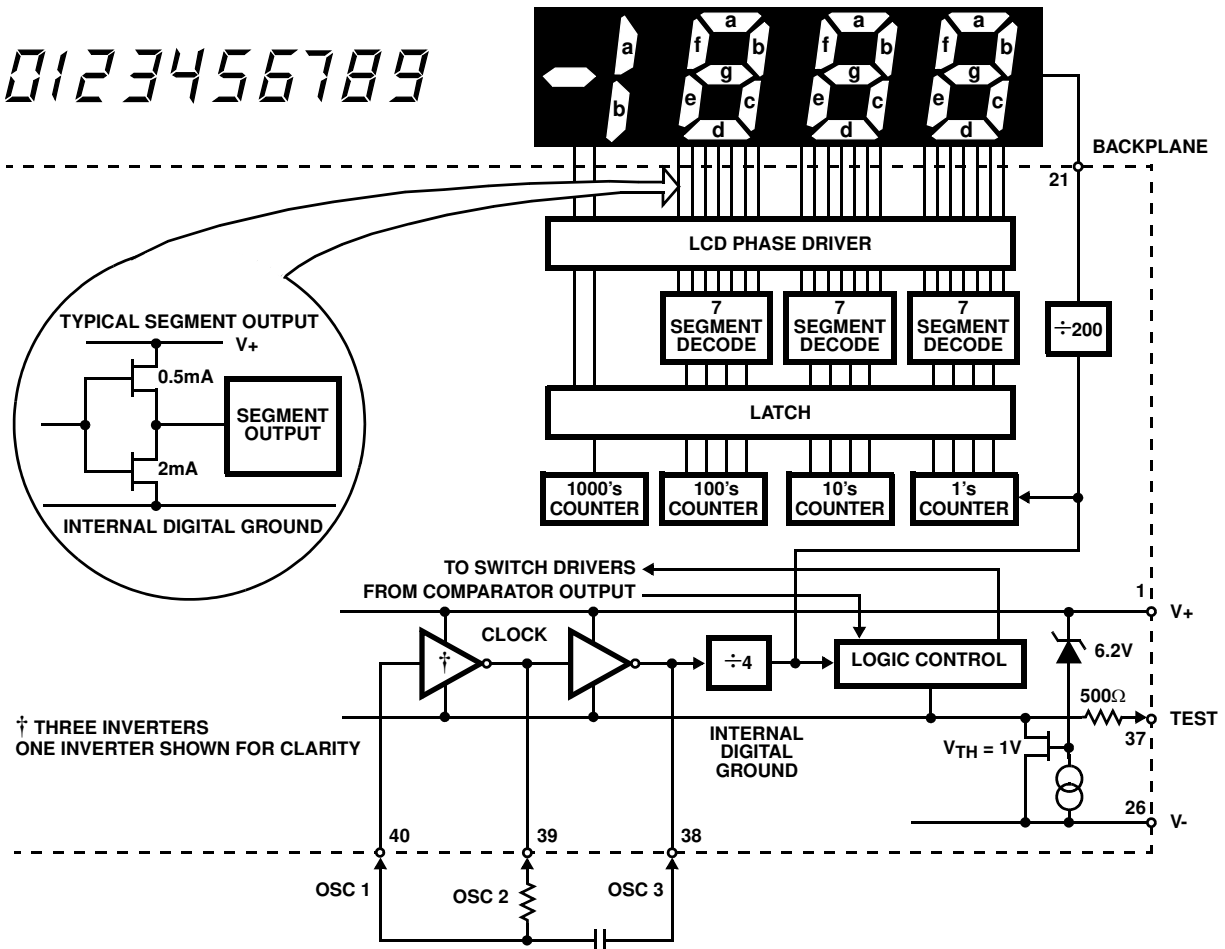 0123456789
a a a a
f b f b f b
g g g
b e c e c e c
d d d
BACKPLANE
21
LCD PHASE DRIVER
7 SEGMENT DECODE
7 SEGMENT DECODE
7 SEGMENT DECODE
÷200
TYPICAL SEGMENT OUTPUT
V+
0.5mA
SEGMENT OUTPUT
2mA
INTERNAL DIGITAL GROUND
LATCH
1000's COUNTER
100's COUNTER
10's COUNTER
1's COUNTER
TO SWITCH DRIVERS
FROM COMPARATOR OUTPUT
1
V+
CLOCK
†
÷4
LOGIC CONTROL
6.2V
500Ω
TEST
37
† THREE INVERTERS
ONE INVERTER SHOWN FOR CLARITY
INTERNAL
DIGITAL
GROUND
VTH = 1V
26
V-
40
39
38
OSC 1
OSC 2
OSC 3